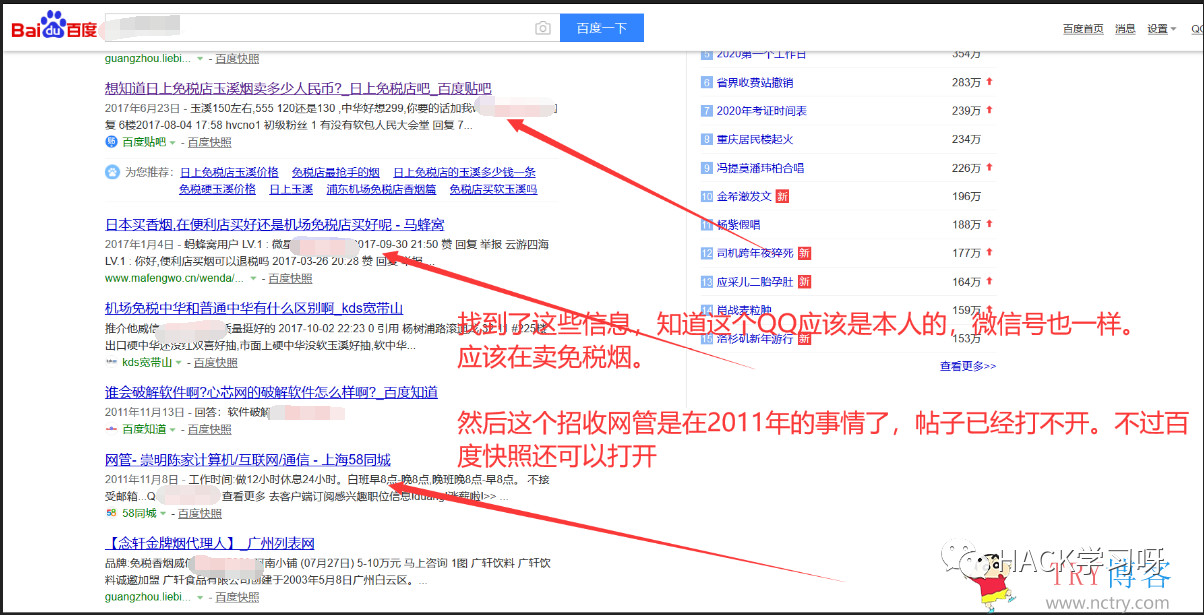 Bai du 百度
百度一下
百度首页 消息 设置
guangzhou.liebi... - 百度快照
想知道日上免税店玉溪烟卖多少人民币?_日上免税店吧_百度贴吧
2017年6月23日 - 玉溪150左右,555 120还是130 ,中华好想299,你要的话加我
复 6楼2017-08-04 17:58 hvcno1 初级粉丝 1 有没有软包人民大会堂 回复 7...
百度贴吧 - 百度快照
为您推荐: 日上免税店玉溪价格 免税店最抢手的烟 日上免税店的玉溪多少钱一条
免税硬玉溪价格 日上玉溪 浦东机场免税店香烟篇 免税店买软玉溪吗
日本买香烟,在便利店买好还是机场免税店买好呢 - 马蜂窝
2017年1月4日 - 蚂蜂窝用户 LV.1 : 微 2017-09-30 21:50 赞 回复 举报 云游四海
LV.1 : 你好,便利店买烟可以退税吗 2017-03-26 20:28 赞 回复 举报...
www.mafengwo.cn/wenda/... - 百度快照
机场免税中华和普通中华有什么区别啊_kds宽带山
推介他威信 质量挺好的 2017-10-02 22:23 0 引用 杨树浦路滚 #225楼
出口硬中华还没红双喜好抽,市面上硬中华没软玉溪好抽,软中华...
kds宽带山 - 百度快照
谁会破解软件啊?心芯网的破解软件怎么样啊?_百度知道
2011年11月13日 - 回答: 软件破解
百度知道 - 百度快照
网管- 崇明陈家计算机/互联网/通信 - 上海58同城
2011年11月8日 - 工作时间:做12小时休息24小时。白班早8点-晚8点,晚班晚8点-早8点。 不接
受邮箱...Q 查看更多 去客户端订阅感兴趣职位信息!duang!涨薪啦!>> ...
58同城 - 百度快照
【念轩金牌烟代理人】_广州列表网
品牌:免税香烟威 南小铺 (07月27日) 5-10万元 马上咨询 1图 广轩饮料 广轩饮
料诚邀加盟 广轩食品有限公司创建于2003年5月8日广州白云区。...
guangzhou.liebi... - 百度快照
5 2020第一个工作日 354万
6 省界收费站撤销 283万
7 2020年考证时间表 239万
8 重庆居民楼起火 234万
9 冯提莫潘玮柏合唱 226万
10 金希澈发文 新 196万
11 杨紫假唱 188万
12 司机跨年夜猝死 新 177万
13 应采儿二胎孕肚 新 164万
14 肖战麦粒肿 159万
15 洛杉矶新年游行 新 153万
查看更多>>
找到了这些信息，知道这个QQ应该是本人的，微信号也一样。
应该在卖免税烟。
然后这个招收网管是在2011年的事情了，帖子已经打不开。不过百
度快照还可以打开
HACK学习呀
TRY博客
www.nctry.com